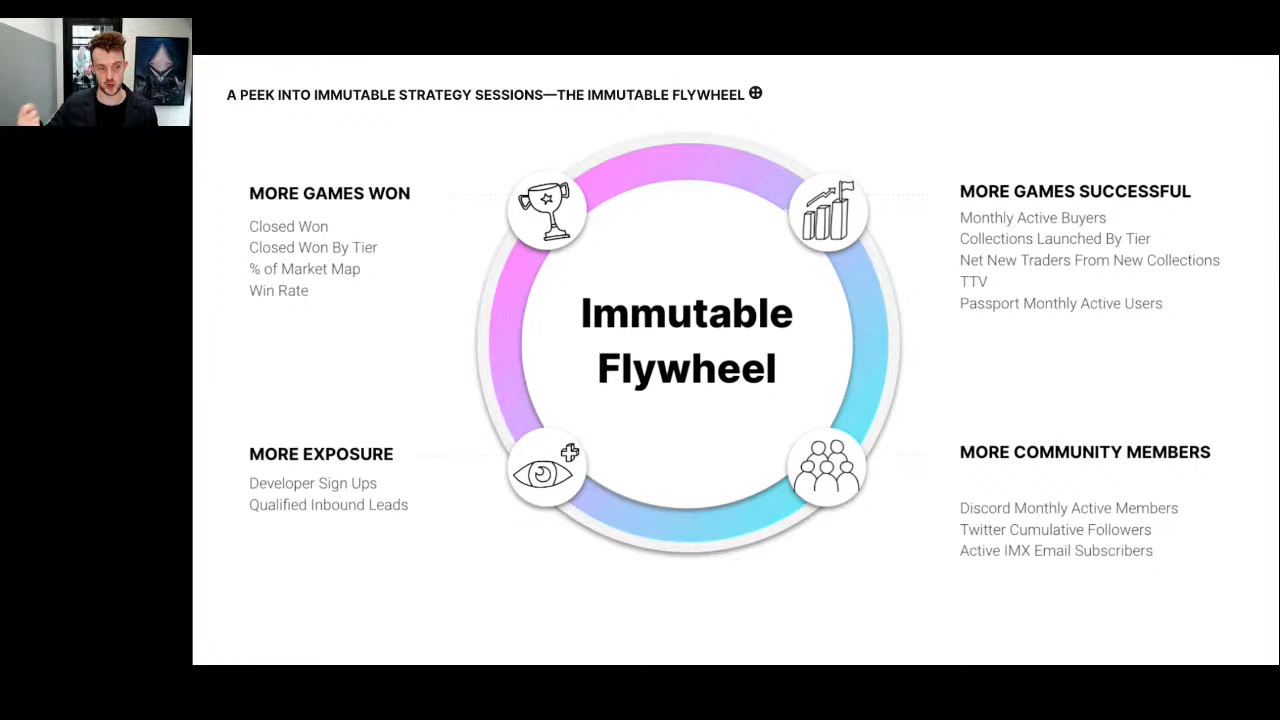 A PEEK INTO IMMUTABLE STRATEGY SESSIONS—THE IMMUTABLE FLYWHEEL
MORE GAMES WON
Closed Won
Closed Won By Tier
% of Market Map
Win Rate
MORE GAMES SUCCESSFUL
Monthly Active Buyers
Collections Launched By Tier
Net New Traders From New Collections
TTV
Passport Monthly Active Users
Immutable
Flywheel
MORE EXPOSURE
Developer Sign Ups
Qualified Inbound Leads
MORE COMMUNITY MEMBERS
Discord Monthly Active Members
Twitter Cumulative Followers
Active IMX Email Subscribers